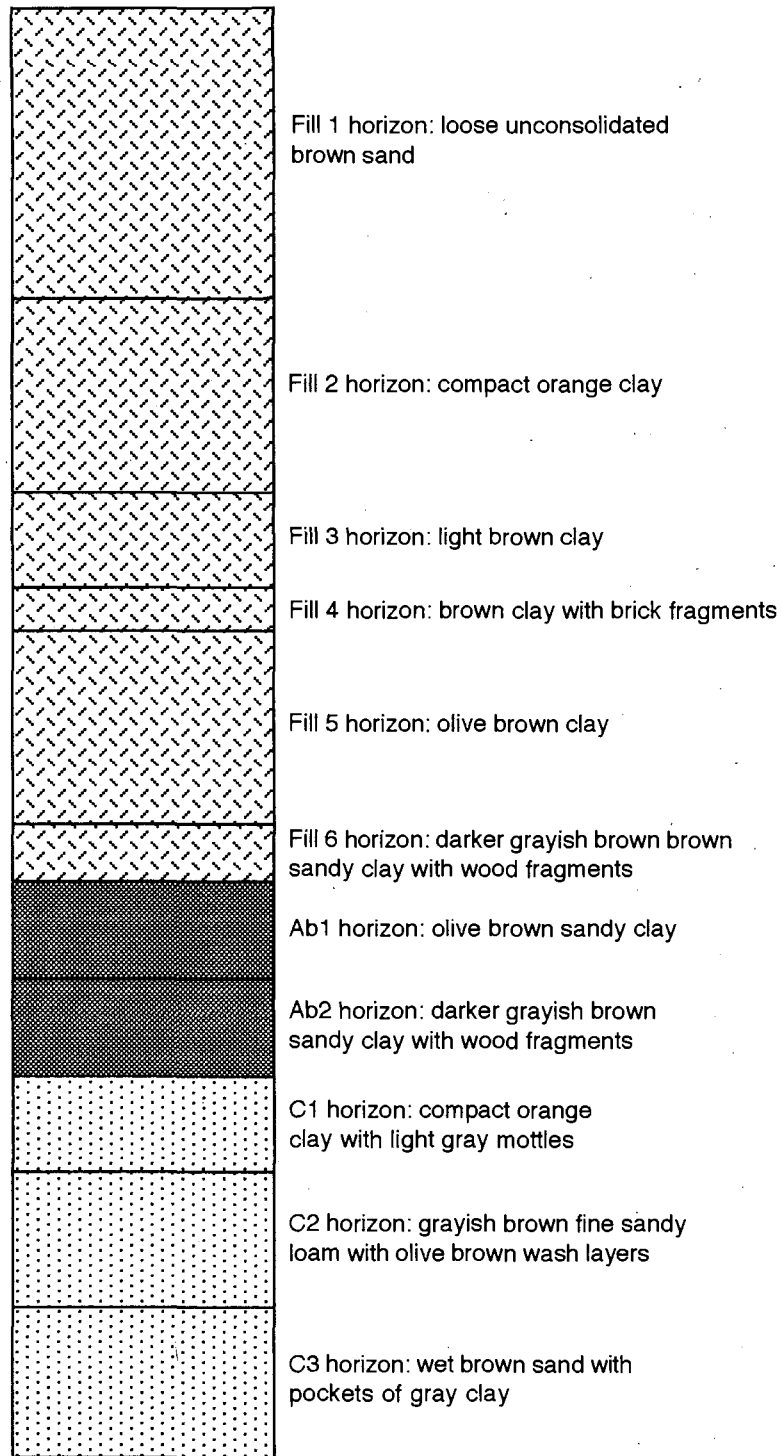 Fill 1 horizon: loose unconsolidated
brown sand
Fill 2 horizon: compact orange clay
Fill 3 horizon: light brown clay
Fill 4 horizon: brown clay with brick fragments
Fill 5 horizon: olive brown clay
Fill 6 horizon: darker grayish brown brown
sandy clay with wood fragments
Ab1 horizon: olive brown sandy clay
Ab2 horizon: darker grayish brown
sandy clay with wood fragments
C1 horizon: compact orange
clay with light gray mottles
C2 horizon: grayish brown fine sandy
loam with olive brown wash layers
C3 horizon: wet brown sand with
pockets of gray clay